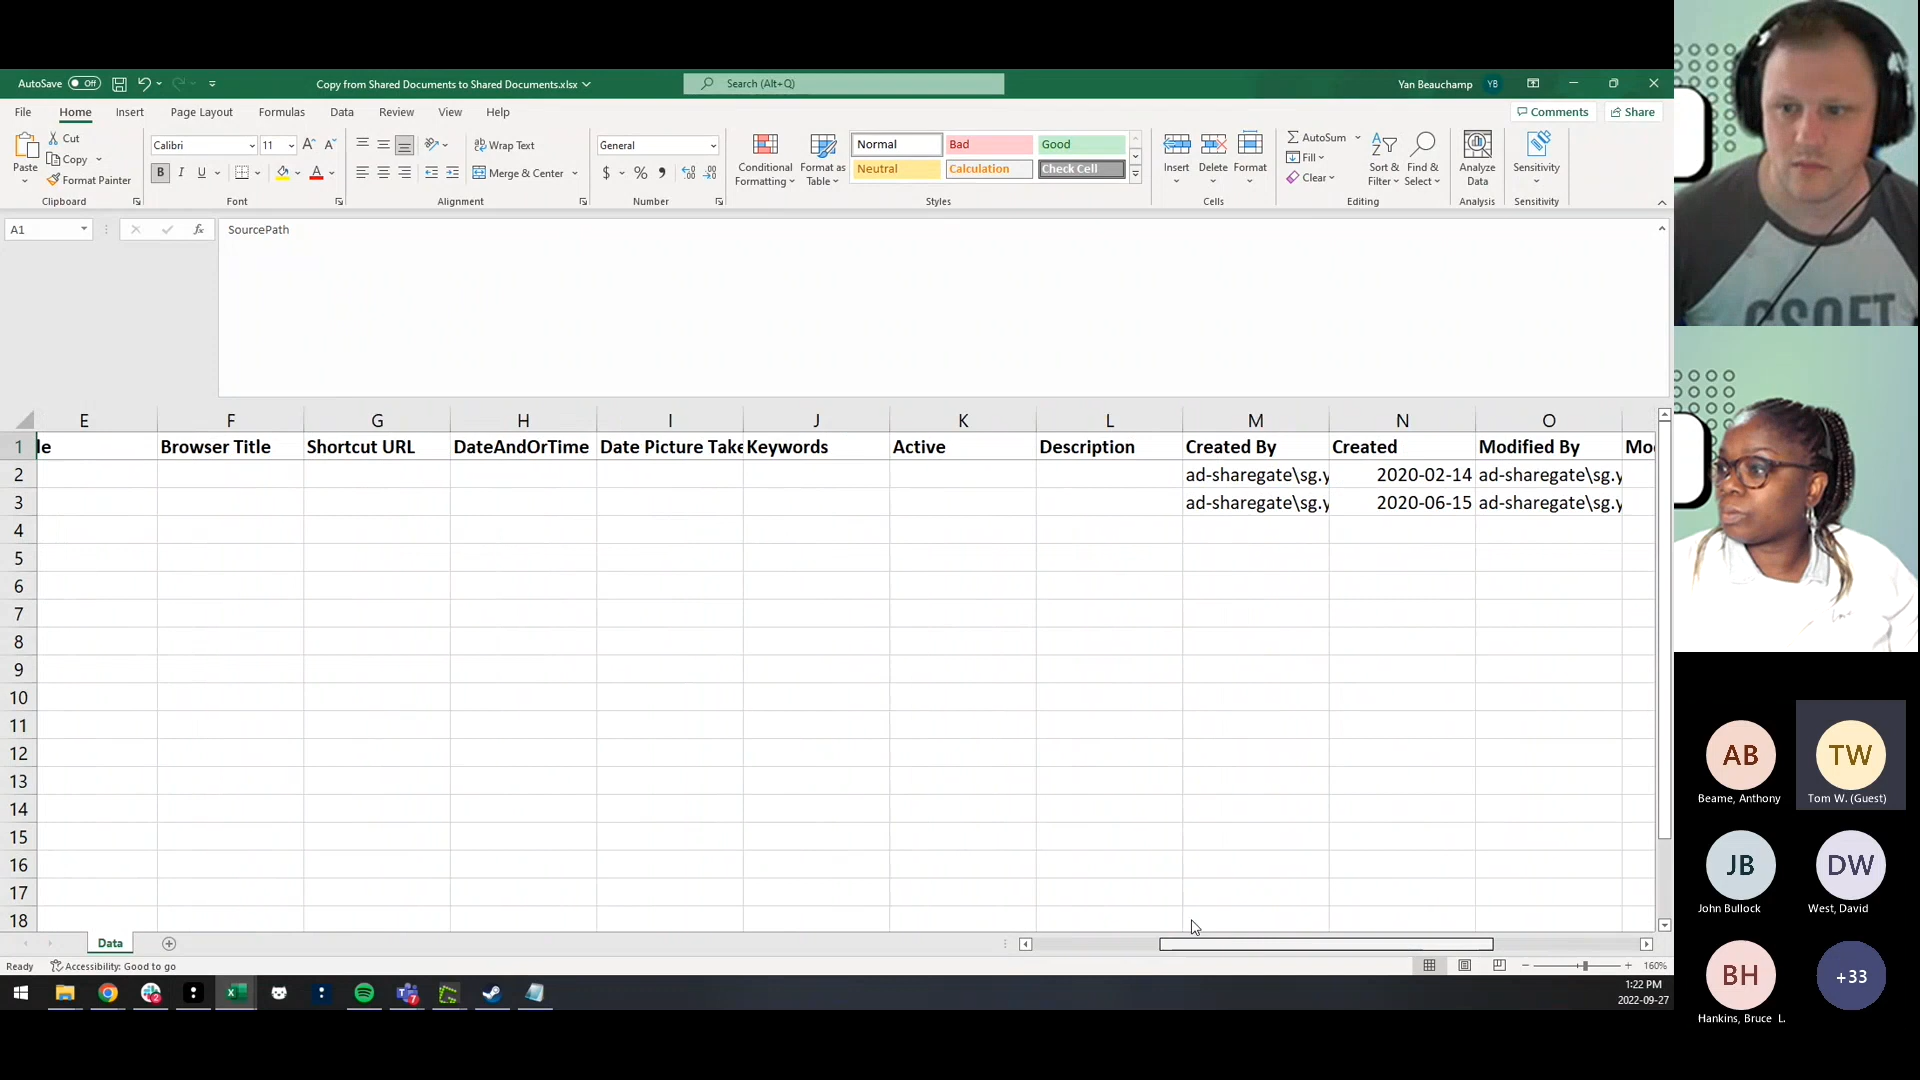 AutoSave Off Copy from Shared Documents to Shared Documents.xlsx Search (Alt+Q) Yan Beauchamp YB
File Home Insert Page Layout Formulas Data Review View Help Comments Share
Paste Cut Copy Format Painter
Calibri 11
B I U
Wrap Text
Merge & Center
General
$ %
Conditional Formatting Format as Table
Normal Bad Good
Neutral Calculation Check Cell
Insert Delete Format
AutoSum Fill Clear
Sort & Filter Find & Select
Analyze Data
Sensitivity
Clipboard Font Alignment Number Styles Cells Editing Analysis Sensitivity
A1 fx SourcePath
E F G H I J K L M N O
1 le Browser Title Shortcut URL DateAndOrTime Date Picture Take Keywords Active Description Created By Created Modified By Mo
2 ad-sharegate\sg.y 2020-02-14 ad-sharegate\sg.y
3 ad-sharegate\sg.y 2020-06-15 ad-sharegate\sg.y
4
5
6
7
8
9
10
11
12
13
14
15
16
17
18
Data
Ready Accessibility: Good to go 160%
1:22 PM
2022-09-27
GSOFT
AB TW
Beame, Anthony Tom W. (Guest)
JB DW
John Bullock West, David
BH +33
Hankins, Bruce L.